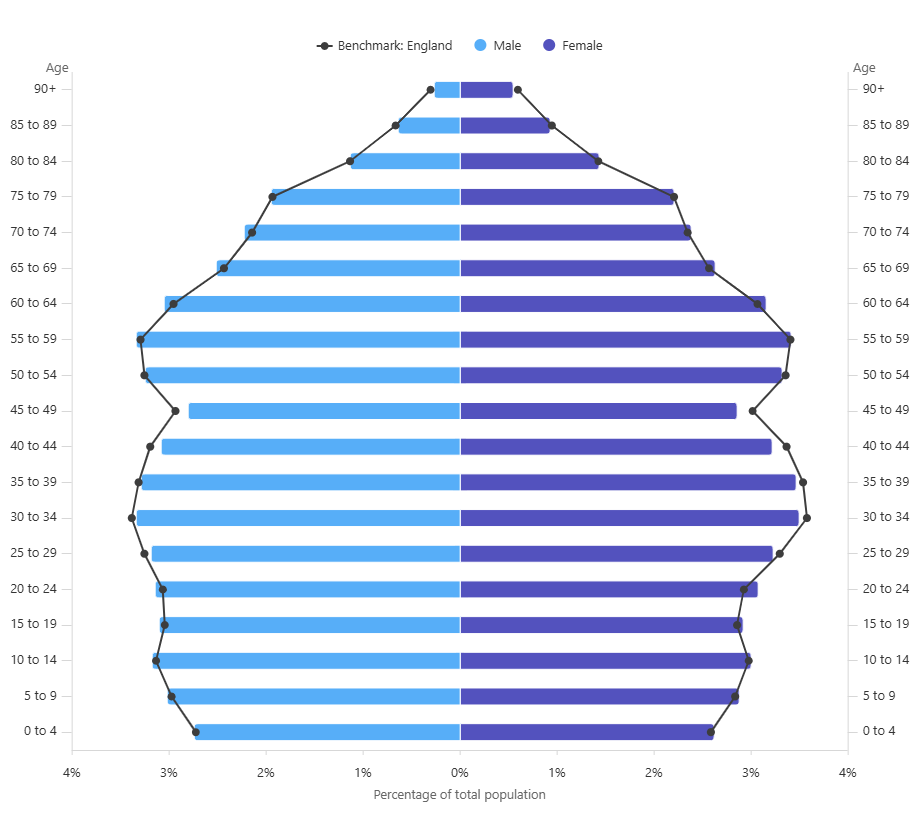 Benchmark: England Male Female
Age Age
90+ 90+
85 to 89 85 to 89
80 to 84 80 to 84
75 to 79 75 to 79
70 to 74 70 to 74
65 to 69 65 to 69
60 to 64 60 to 64
55 to 59 55 to 59
50 to 54 50 to 54
45 to 49 45 to 49
40 to 44 40 to 44
35 to 39 35 to 39
30 to 34 30 to 34
25 to 29 25 to 29
20 to 24 20 to 24
15 to 19 15 to 19
10 to 14 10 to 14
5 to 9 5 to 9
0 to 4 0 to 4
4% 3% 2% 1% 0% 1% 2% 3% 4%
Percentage of total population